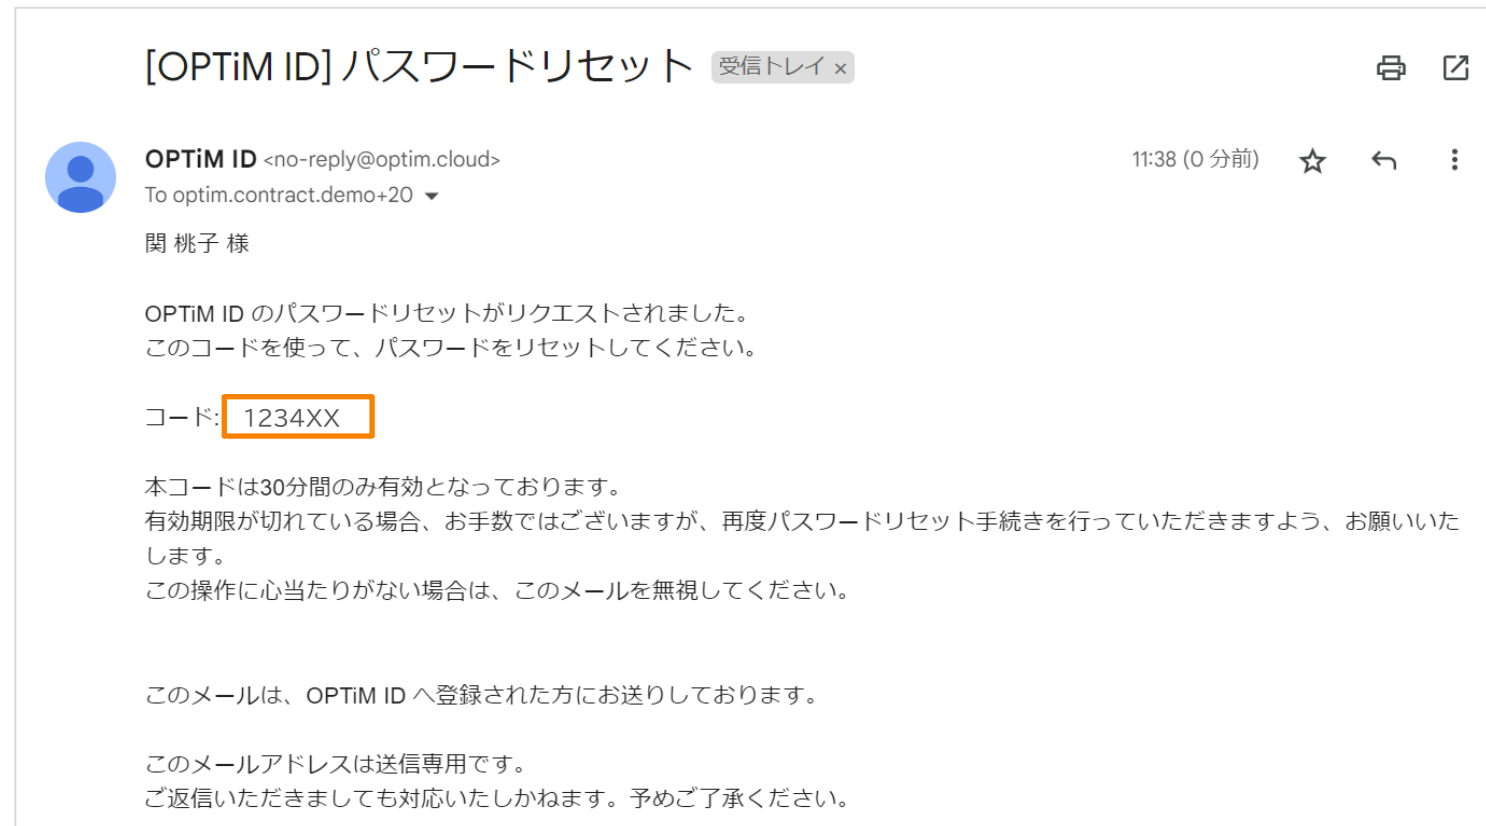 [OPTiM ID] パスワードリセット 受信トレイ ×
OPTiM ID <no-reply@optim.cloud> 11:38 (0 分前)
To optim.contract.demo+20
関 桃子 様
OPTiM ID のパスワードリセットがリクエストされました。
このコードを使って、パスワードをリセットしてください。
コード: 1234XX
本コードは30分間のみ有効となっております。
有効期限が切れている場合、お手数ではございますが、再度パスワードリセット手続きを行っていただきますよう、お願いいた
します。
この操作に心当たりがない場合は、このメールを無視してください。
このメールは、OPTiM ID へ登録された方にお送りしております。
このメールアドレスは送信専用です。
ご返信いただきましても対応いたしかねます。予めご了承ください。